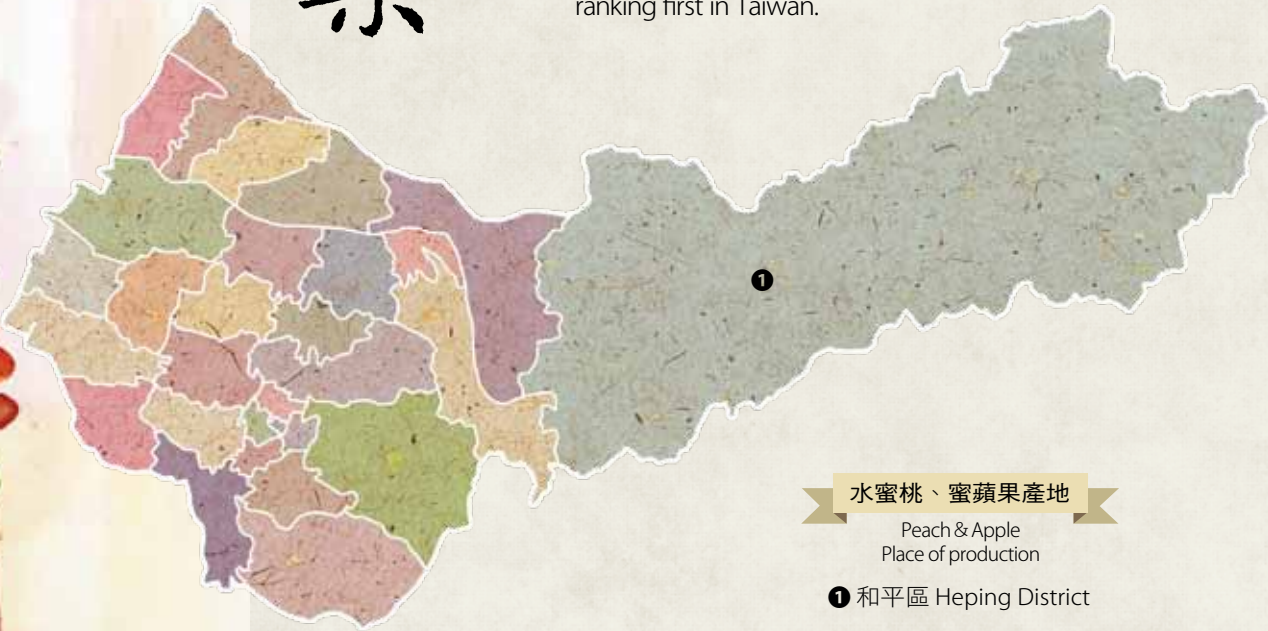 ranking first in Taiwan.
❶
水蜜桃、蜜蘋果產地
Peach & Apple
Place of production
❶ 和平區 Heping District